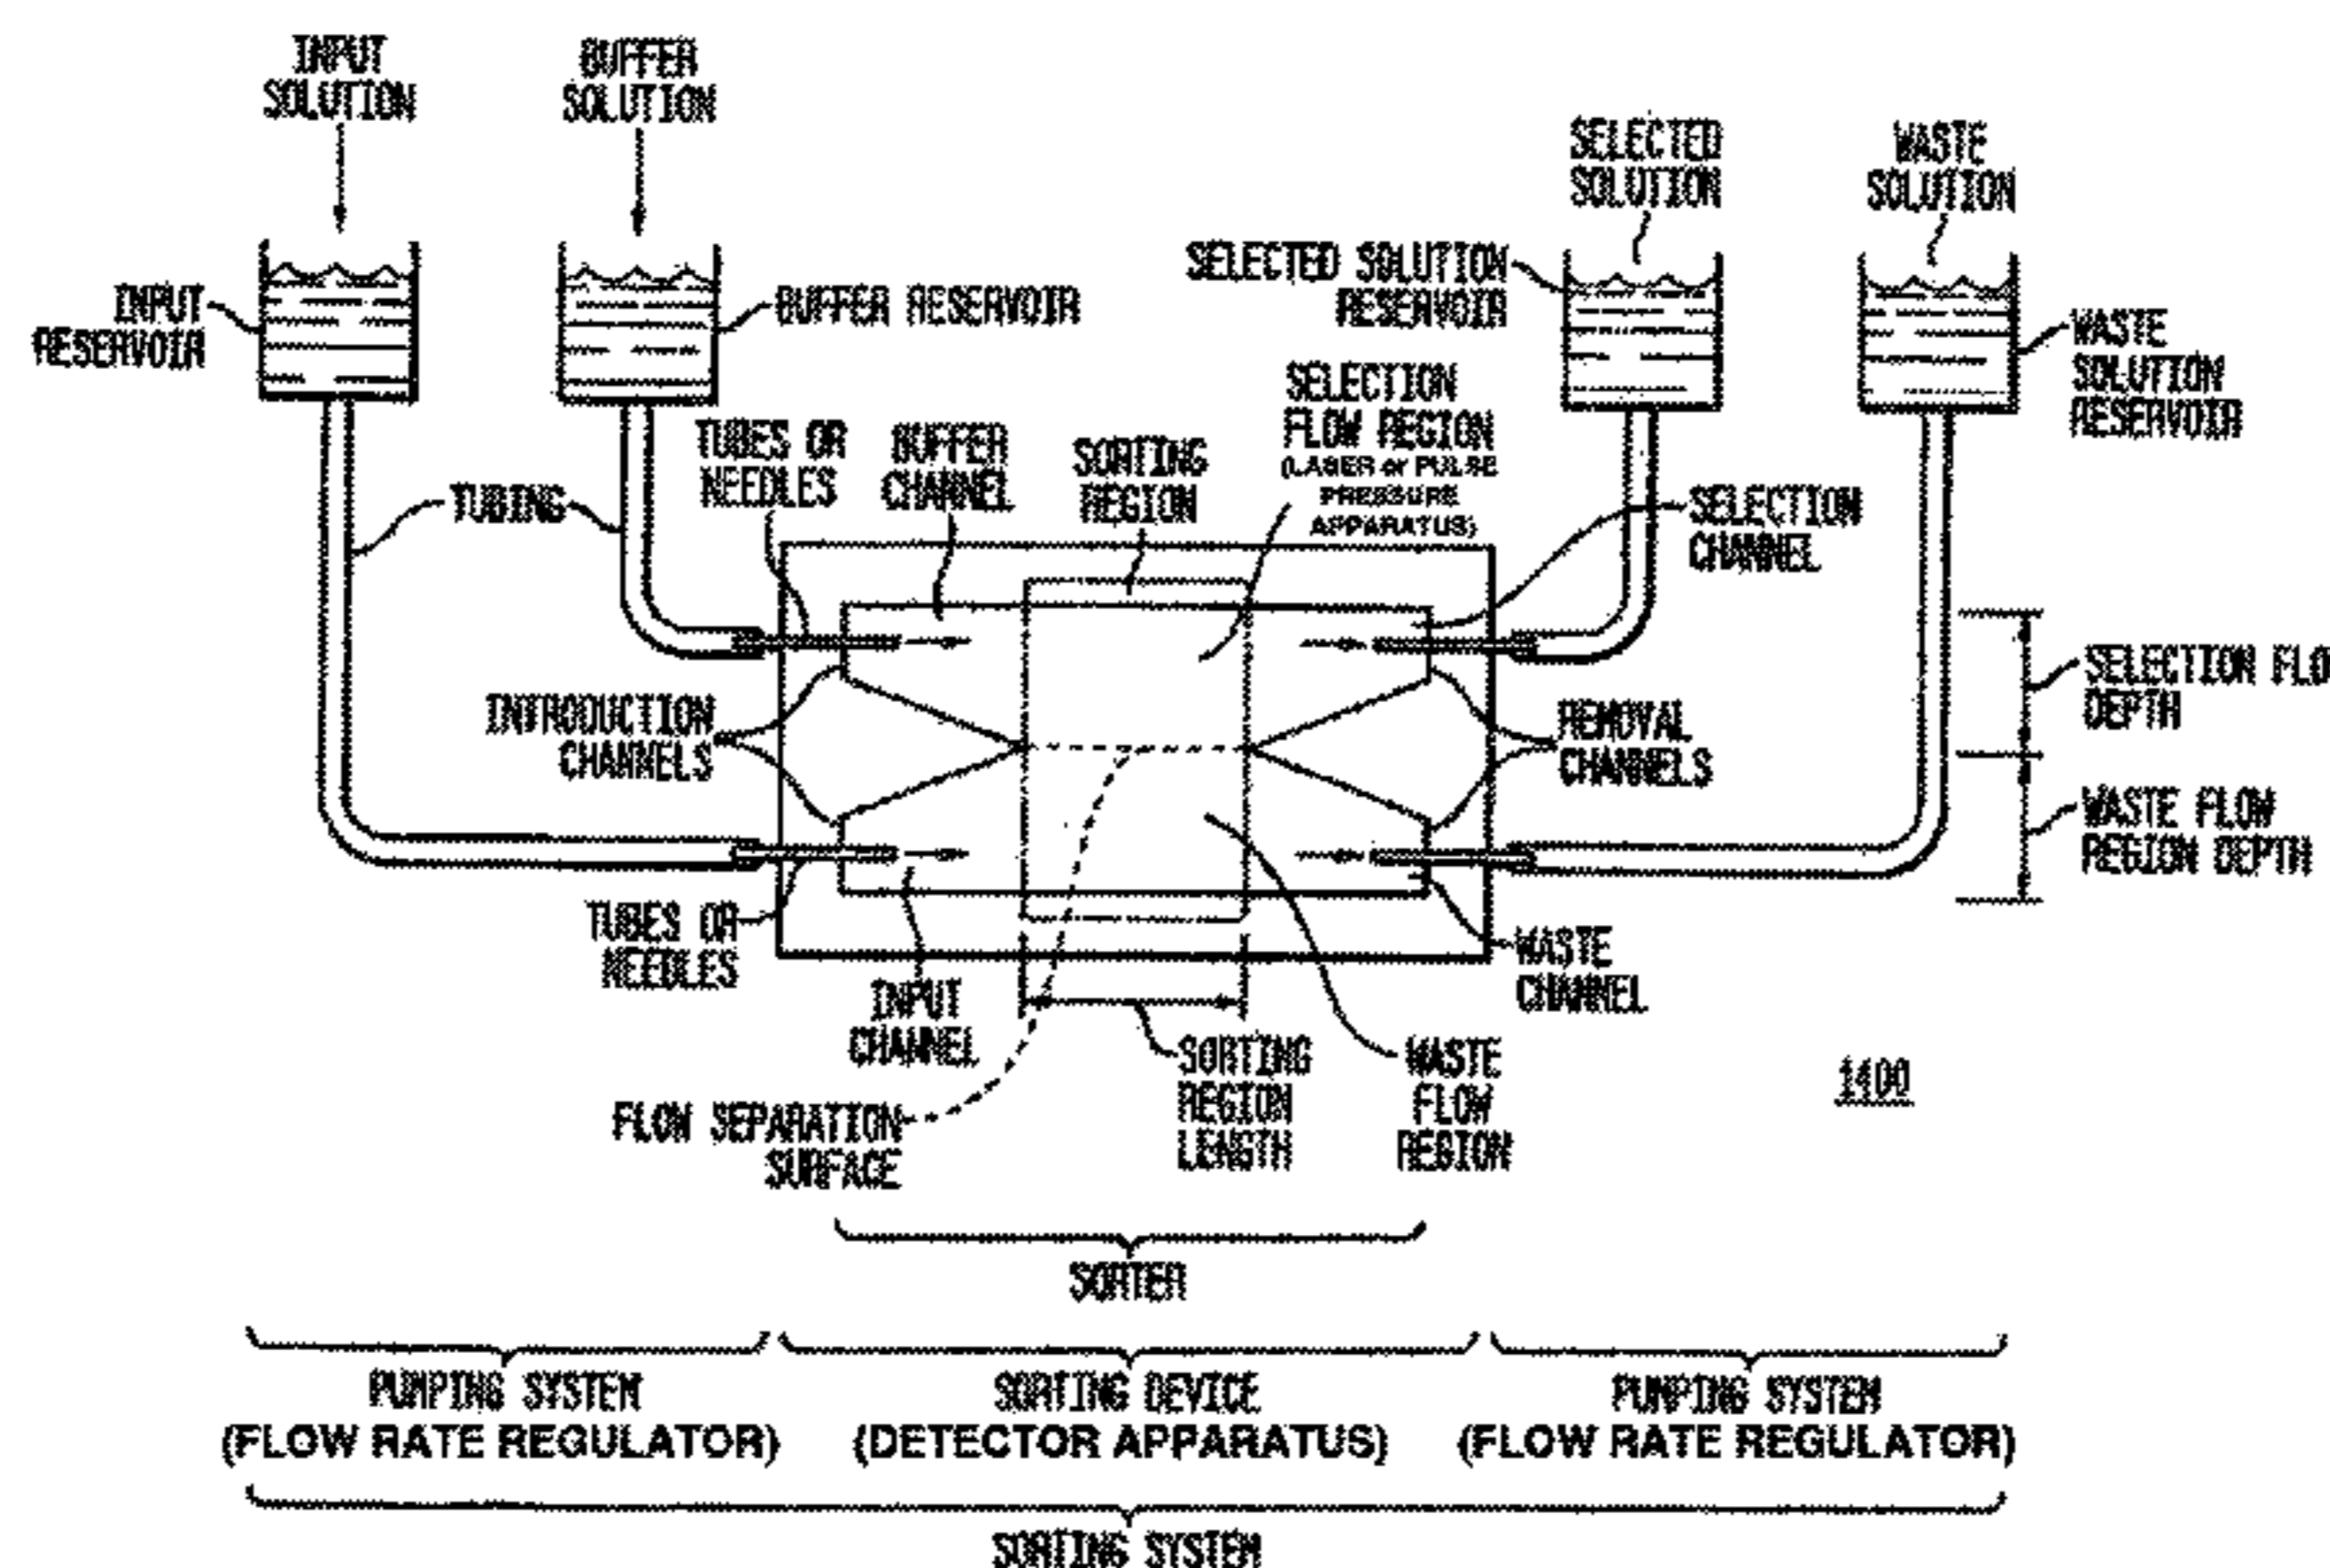 INPUT
SOLUTION
BUFFER
SOLUTION
SELECTED
SOLUTION
WASTE
SOLUTION
INPUT
RESERVOIR
BUFFER RESERVOIR
SELECTED SOLUTION
RESERVOIR
WASTE
SOLUTION
RESERVOIR
TUBING
TUBES OR
NEEDLES
BUFFER
CHANNEL
SORTING
REGION
SELECTION
FLOW REGION
(LASER or PULSE
PRESSURE
APPARATUS)
SELECTION
CHANNEL
INTRODUCTION
CHANNELS
REMOVAL
CHANNELS
SELECTION FLO
DEPTH
WASTE FLOW
REGION DEPTH
TUBES OR
NEEDLES
INPUT
CHANNEL
WASTE
CHANNEL
FLOW SEPARATION
SURFACE
SORTING
REGION
LENGTH
WASTE
FLOW
REGION
1400
SORTER
PUMPING SYSTEM
(FLOW RATE REGULATOR)
SORTING DEVICE
(DETECTOR APPARATUS)
PUMPING SYSTEM
(FLOW RATE REGULATOR)
SORTING SYSTEM